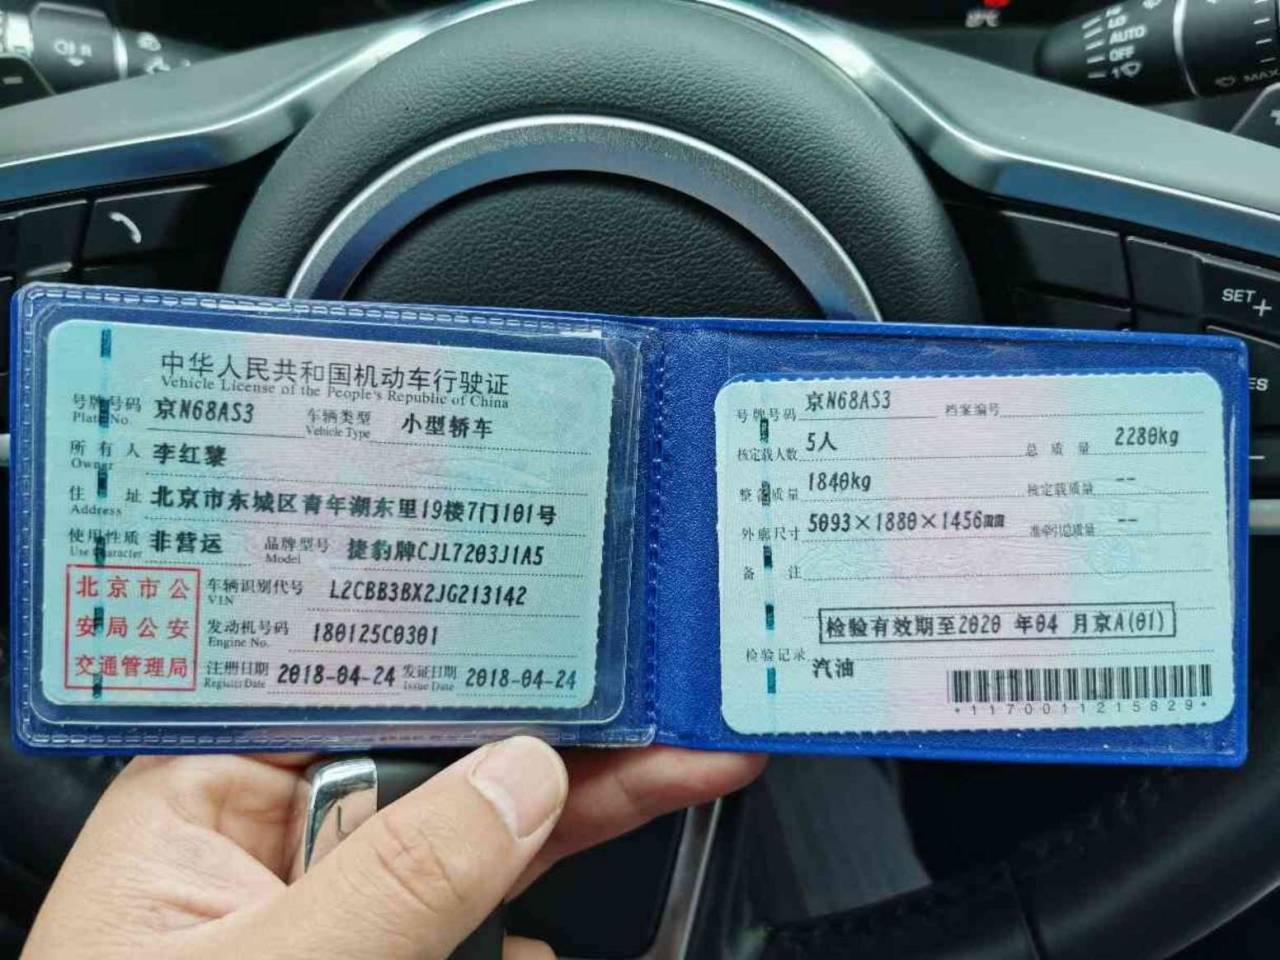 AUTO
OFF
MAX
SET+
中华人民共和国机动车行驶证
Vehicle License of the People's Republic of China
号牌号码 京N68AS3 车辆类型 小型轿车
Plate No. Vehicle Type
所有人 李红黎
Owner
住址 北京市东城区青年湖东里19楼7门101号
Address
使用性质 非营运 品牌型号 捷豹牌CJL7203J1A5
Use Character Model
北京市公
安局公安
交通管理局
车辆识别代号 L2CBB3BX2JG213142
VIN
发动机号码 180125C0301
Engine No.
注册日期 2018-04-24 发证日期 2018-04-24
Register Date Issue Date
号牌号码 京N68AS3 档案编号
核定载人数 5人 总质量 2280kg
整备质量 1840kg 核定载质量 --
外廓尺寸 5093×1880×1456㎜ 准牵引总质量 --
备注
检验有效期至2020 年04 月京A(01)
检验记录
汽油
*1170011215829*